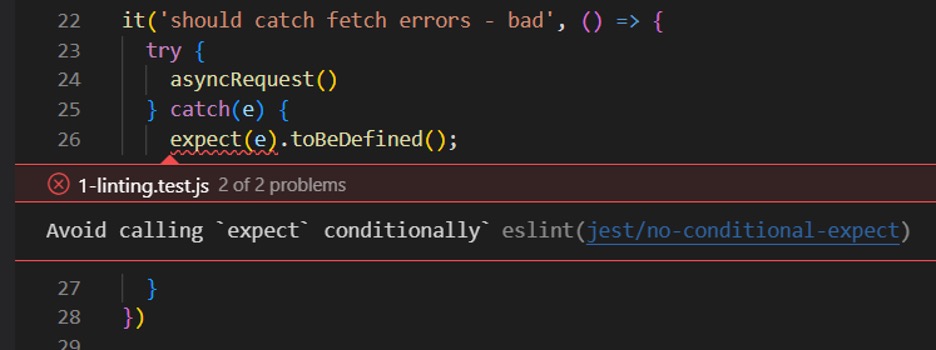 22 it('should catch fetch errors - bad', () => {
23 try {
24 asyncRequest()
25 } catch(e) {
26 expect(e).toBeDefined();
1-linting.test.js 2 of 2 problems
Avoid calling `expect` conditionally` eslint(jest/no-conditional-expect)
27 }
28 })
29